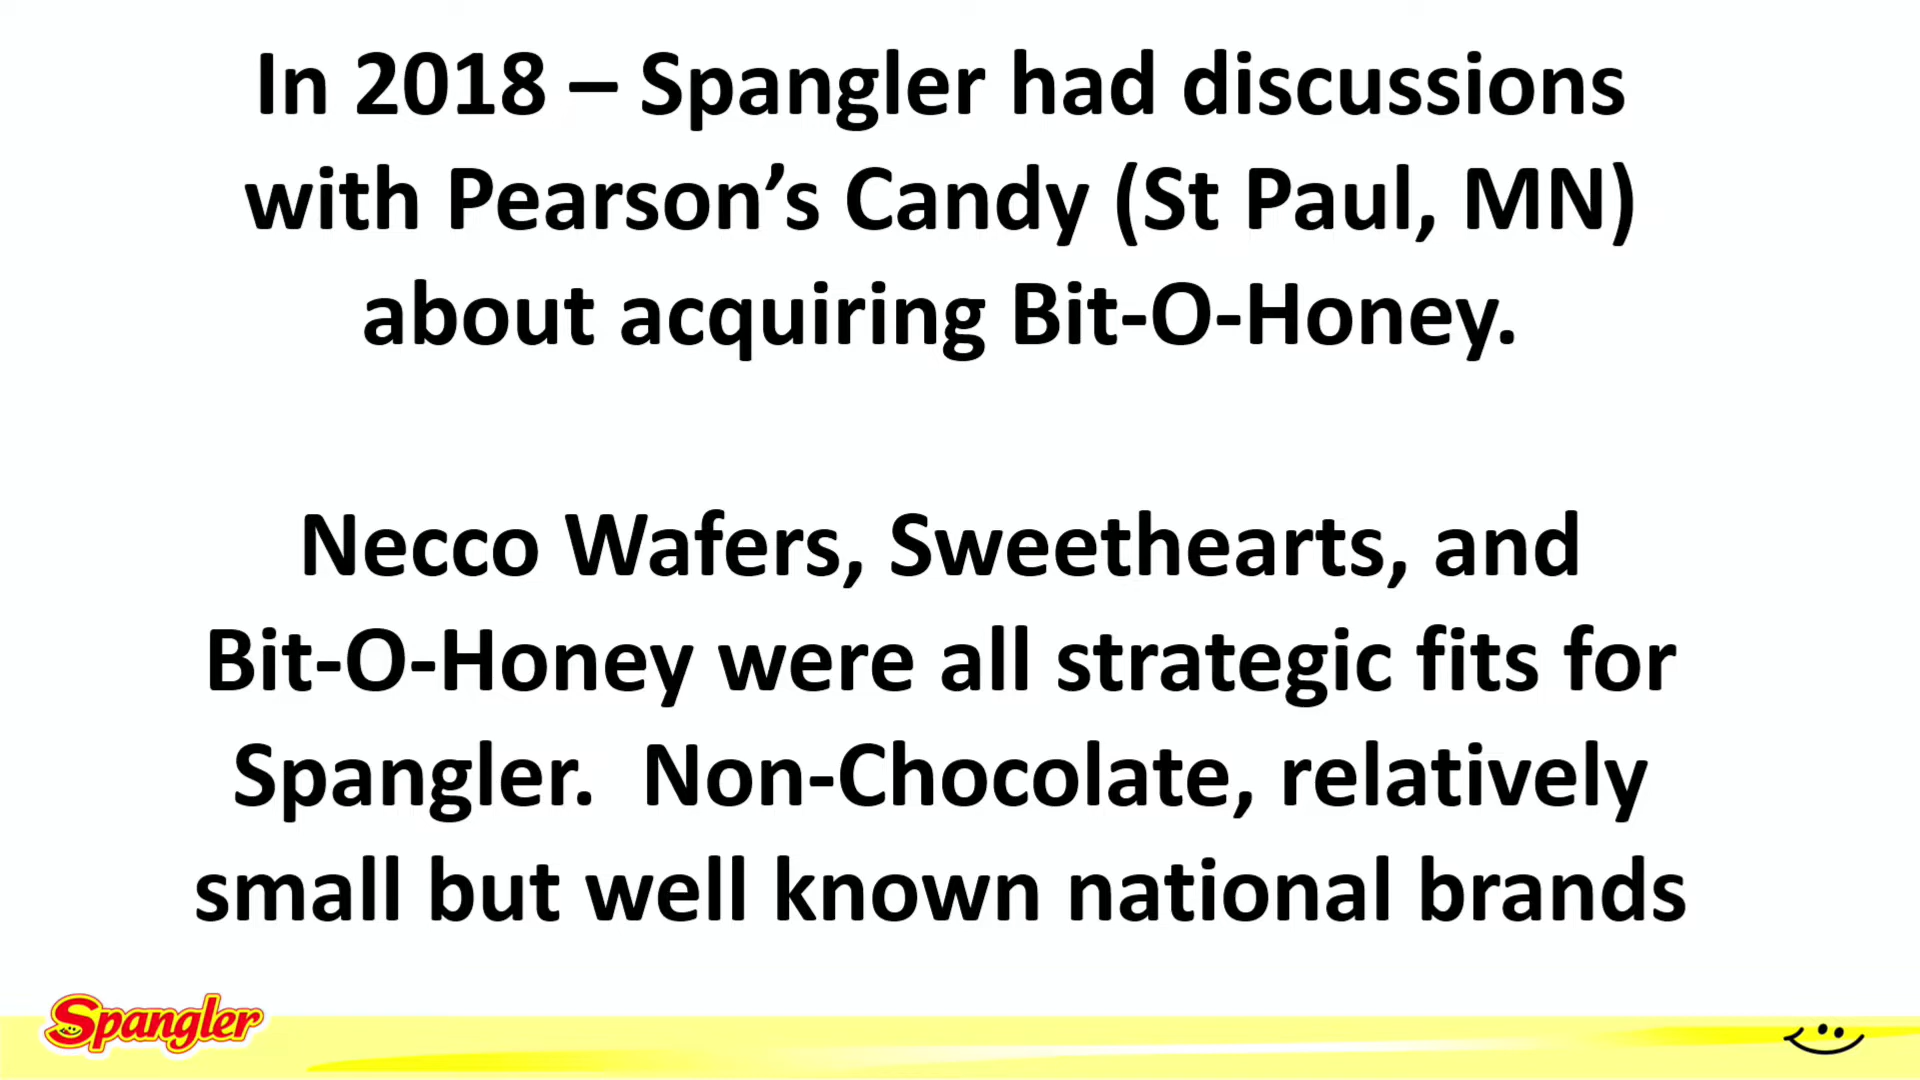 In 2018 – Spangler had discussions
with Pearson’s Candy (St Paul, MN)
about acquiring Bit-O-Honey.
Necco Wafers, Sweethearts, and
Bit-O-Honey were all strategic fits for
Spangler.  Non-Chocolate, relatively
small but well known national brands
Spangler